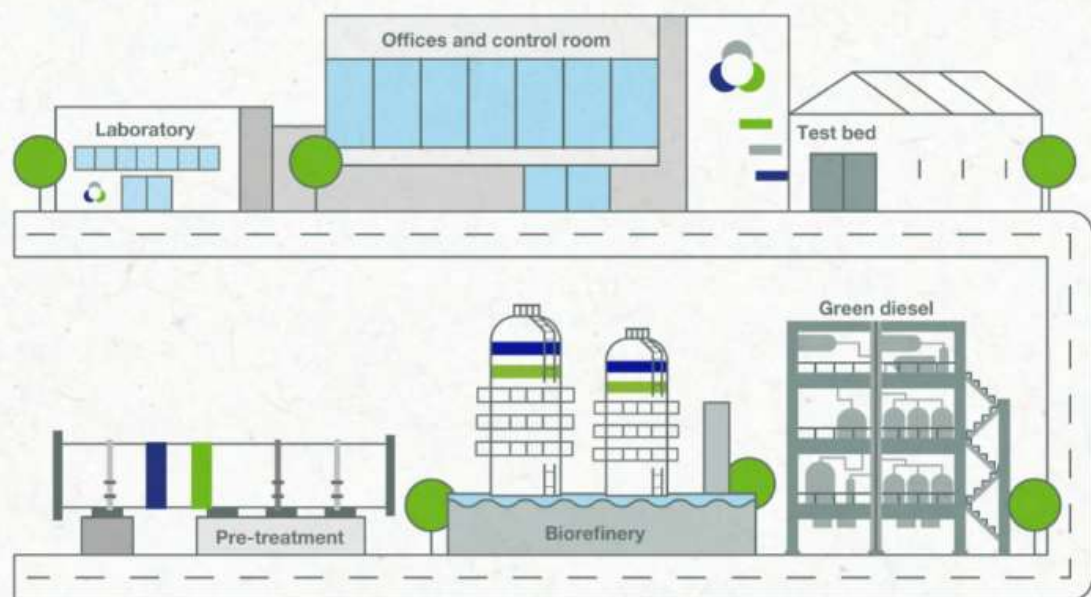 Offices and control room
Laboratory
Test bed
Green diesel
Pre-treatment
Biorefinery